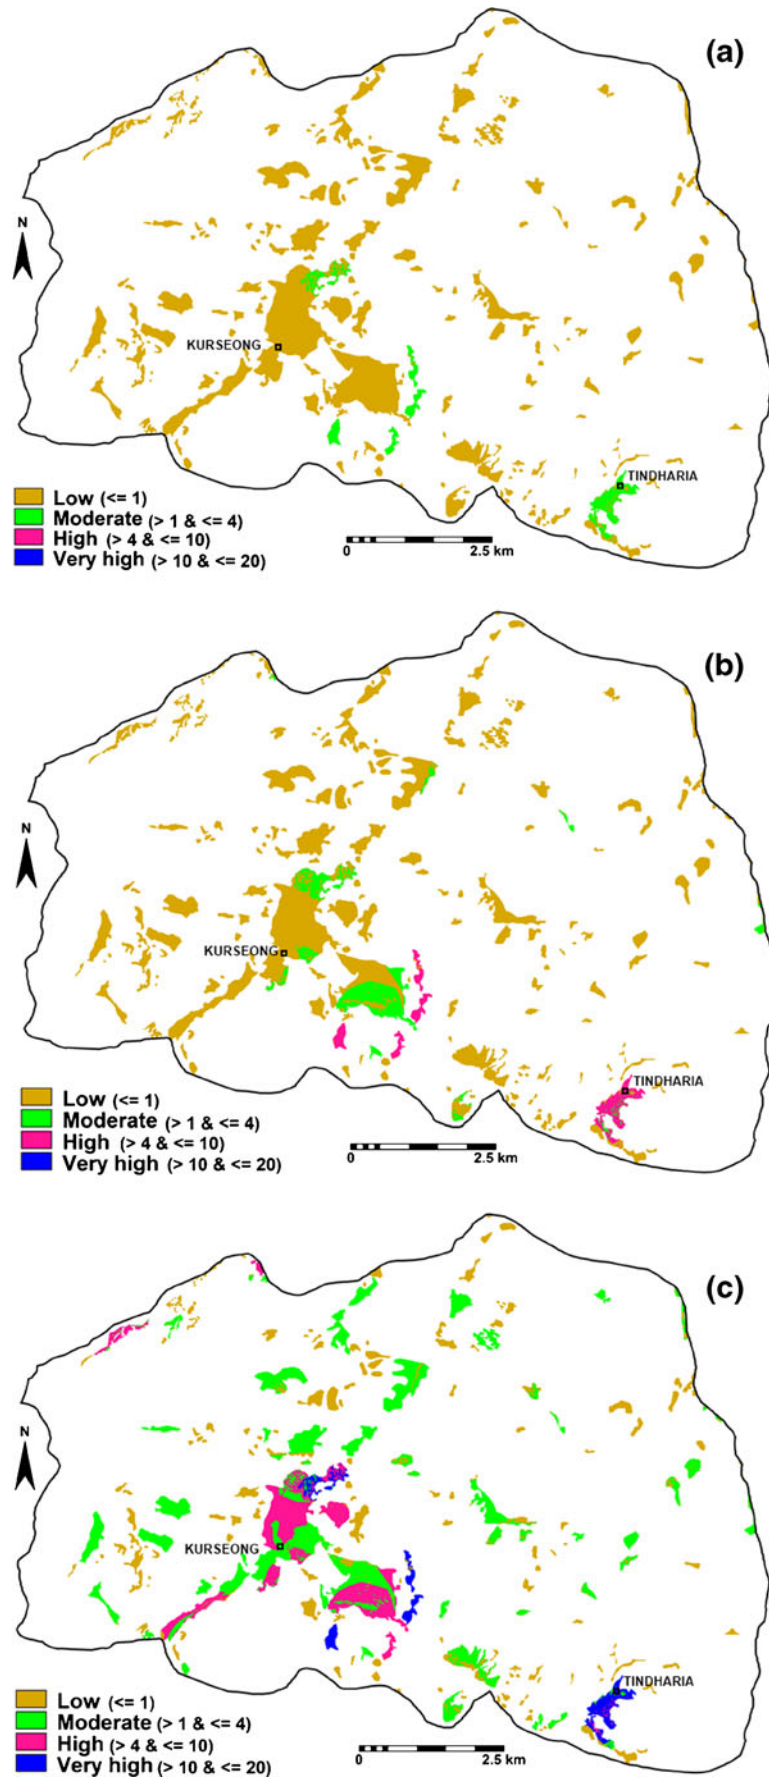 (a)
N
KURSEONG
TINDHARIA
Low (<= 1)
Moderate (> 1 & <= 4)
High (> 4 & <= 10)
Very high (> 10 & <= 20)
0 2.5 km
(b)
N
KURSEONG
TINDHARIA
Low (<= 1)
Moderate (> 1 & <= 4)
High (> 4 & <= 10)
Very high (> 10 & <= 20)
0 2.5 km
(c)
N
KURSEONG
TINDHARIA
Low (<= 1)
Moderate (> 1 & <= 4)
High (> 4 & <= 10)
Very high (> 10 & <= 20)
0 2.5 km